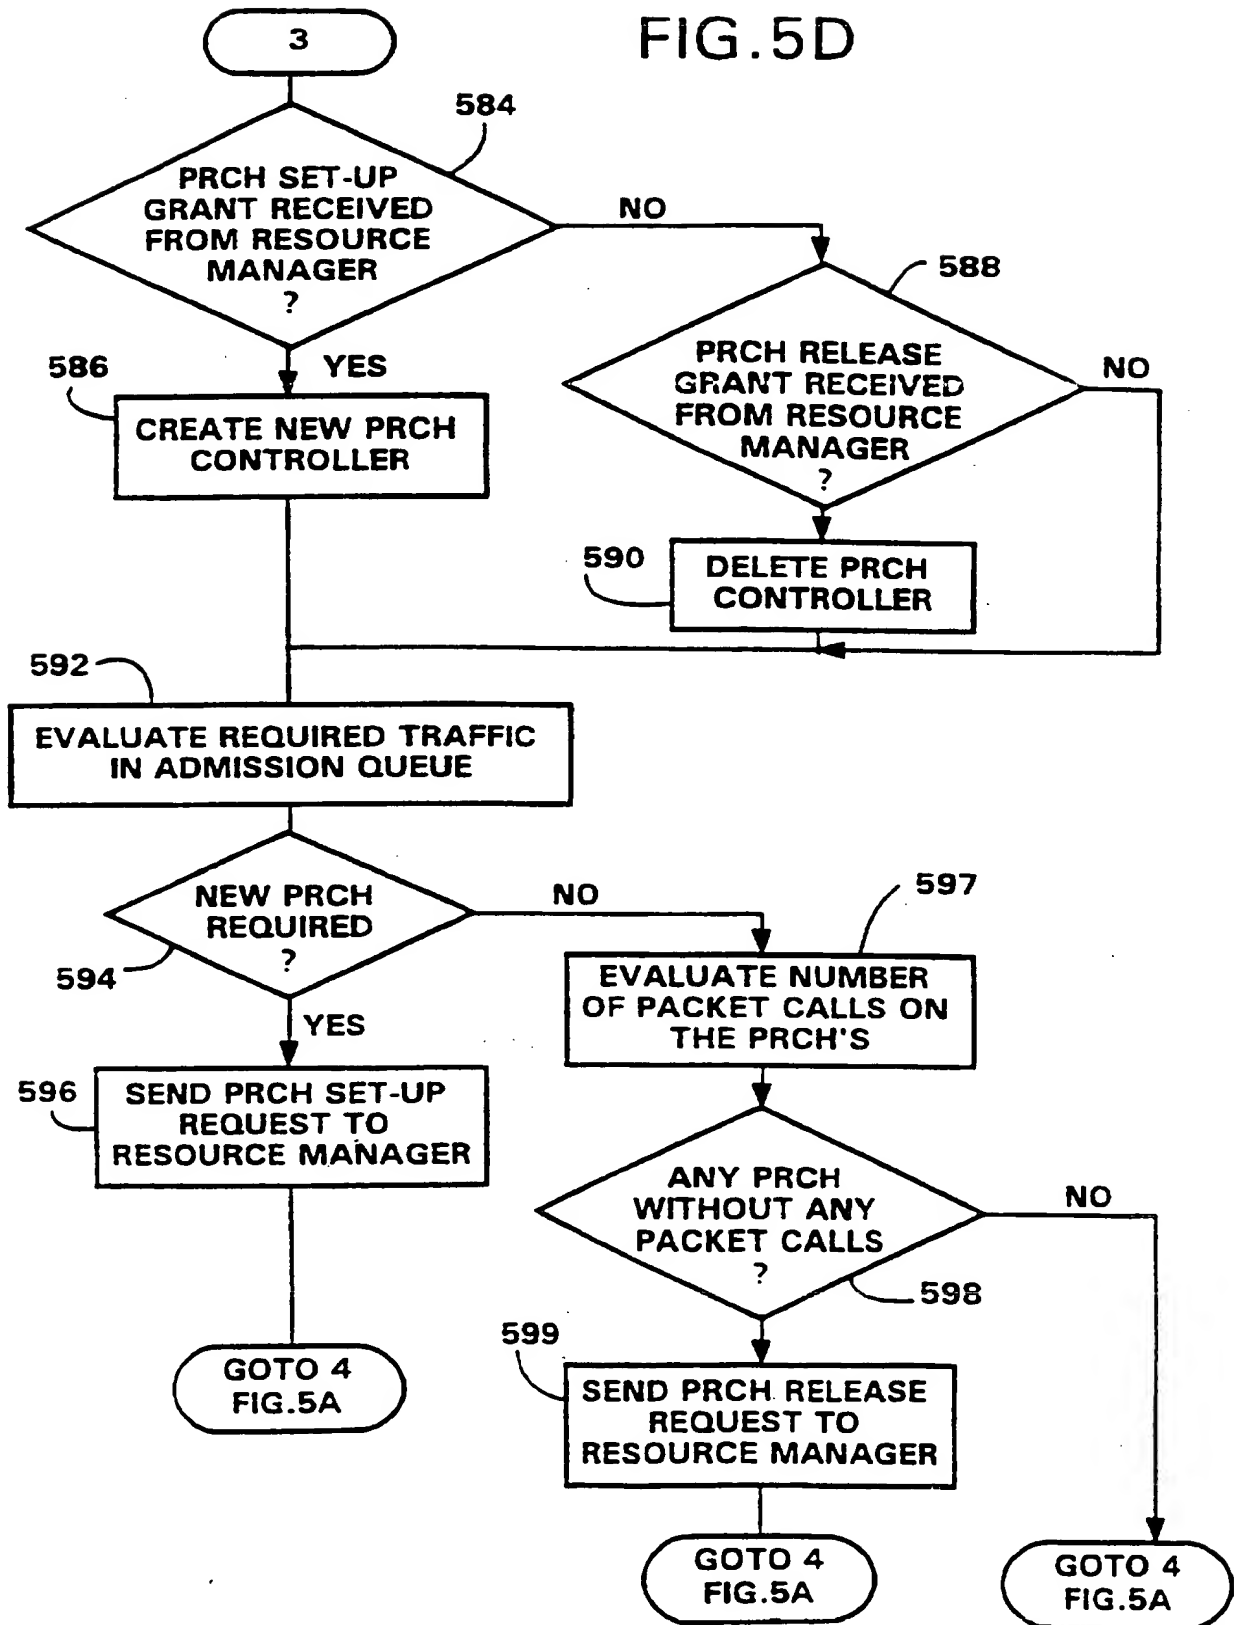 FIG.5D
3
584
PRCH SET-UP
GRANT RECEIVED
FROM RESOURCE
MANAGER
?
NO
YES
588
PRCH RELEASE
GRANT RECEIVED
FROM RESOURCE
MANAGER
?
NO
586
CREATE NEW PRCH
CONTROLLER
590
DELETE PRCH
CONTROLLER
592
EVALUATE REQUIRED TRAFFIC
IN ADMISSION QUEUE
NEW PRCH
REQUIRED
?
594
NO
YES
597
EVALUATE NUMBER
OF PACKET CALLS ON
THE PRCH'S
596
SEND PRCH SET-UP
REQUEST TO
RESOURCE MANAGER
ANY PRCH
WITHOUT ANY
PACKET CALLS
?
NO
598
599
SEND PRCH RELEASE
REQUEST TO
RESOURCE MANAGER
GOTO 4
FIG.5A
GOTO 4
FIG.5A
GOTO 4
FIG.5A